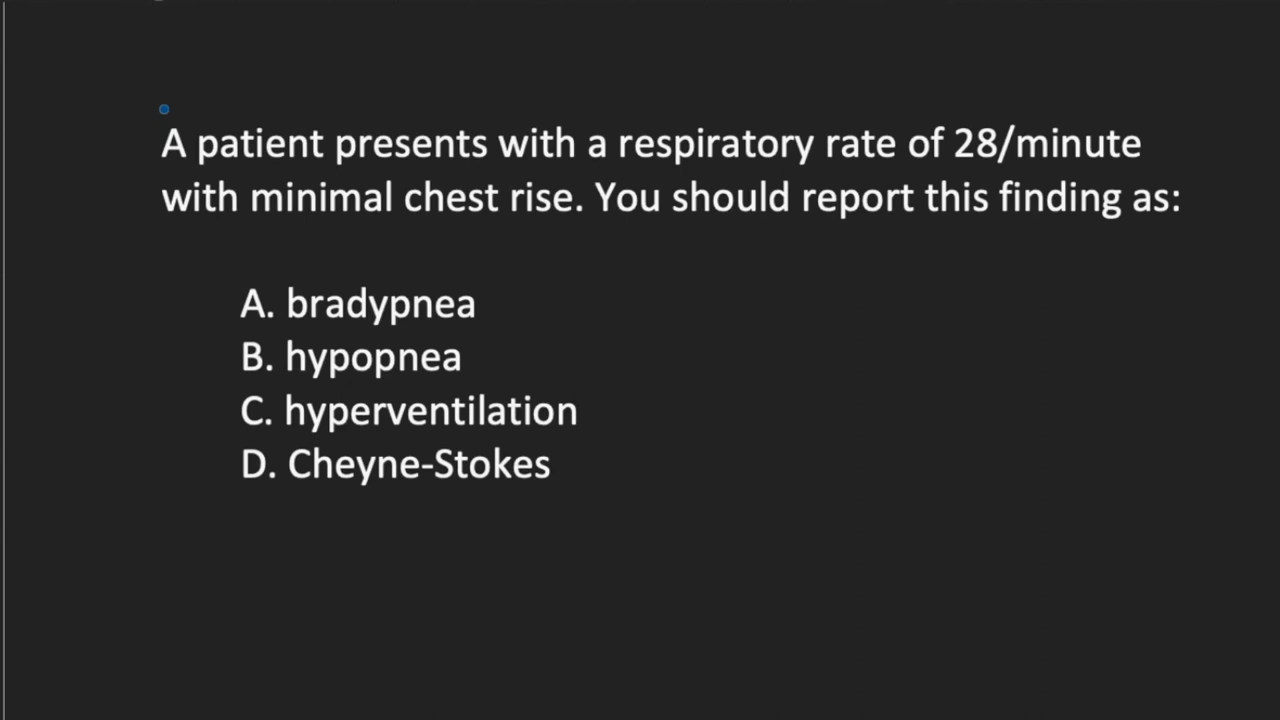 A patient presents with a respiratory rate of 28/minute
with minimal chest rise. You should report this finding as:
A. bradypnea
B. hypopnea
C. hyperventilation
D. Cheyne-Stokes